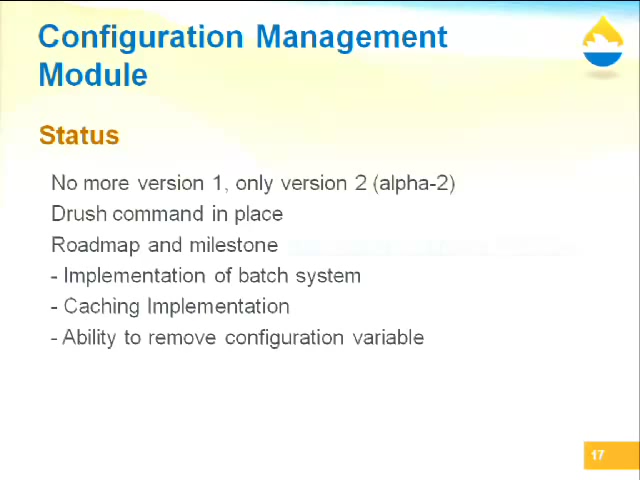 Configuration Management
Module
Status
No more version 1, only version 2 (alpha-2)
Drush command in place
Roadmap and milestone
- Implementation of batch system
- Caching Implementation
- Ability to remove configuration variable
17